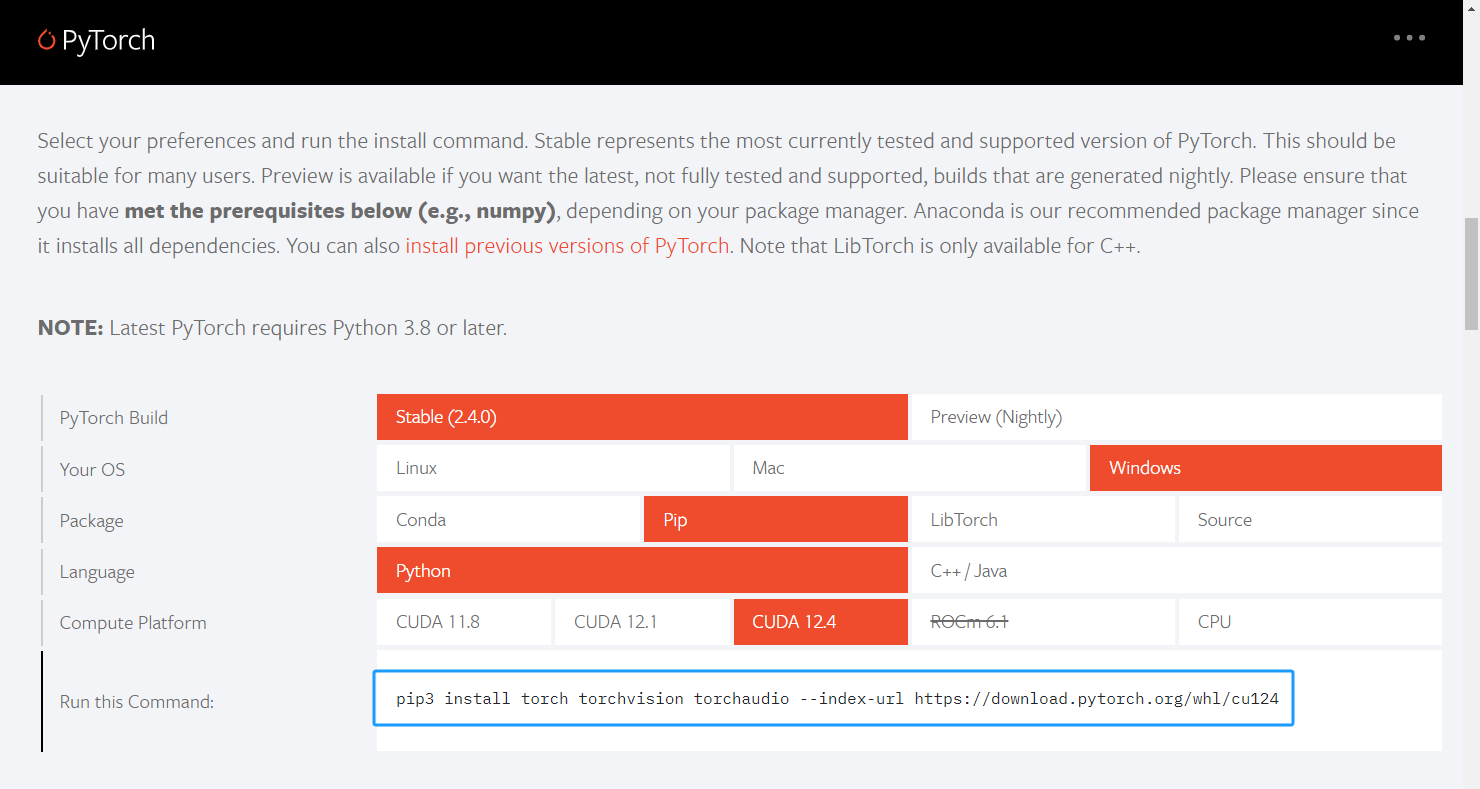 PyTorch
Select your preferences and run the install command. Stable represents the most currently tested and supported version of PyTorch. This should be
suitable for many users. Preview is available if you want the latest, not fully tested and supported, builds that are generated nightly. Please ensure that
you have met the prerequisites below (e.g., numpy), depending on your package manager. Anaconda is our recommended package manager since
it installs all dependencies. You can also install previous versions of PyTorch. Note that LibTorch is only available for C++.
NOTE: Latest PyTorch requires Python 3.8 or later.
PyTorch Build Stable (2.4.0) Preview (Nightly)
Your OS Linux Mac Windows
Package Conda Pip LibTorch Source
Language Python C++ / Java
Compute Platform CUDA 11.8 CUDA 12.1 CUDA 12.4 ROCm 6.1 CPU
Run this Command: pip3 install torch torchvision torchaudio --index-url https://download.pytorch.org/whl/cu124